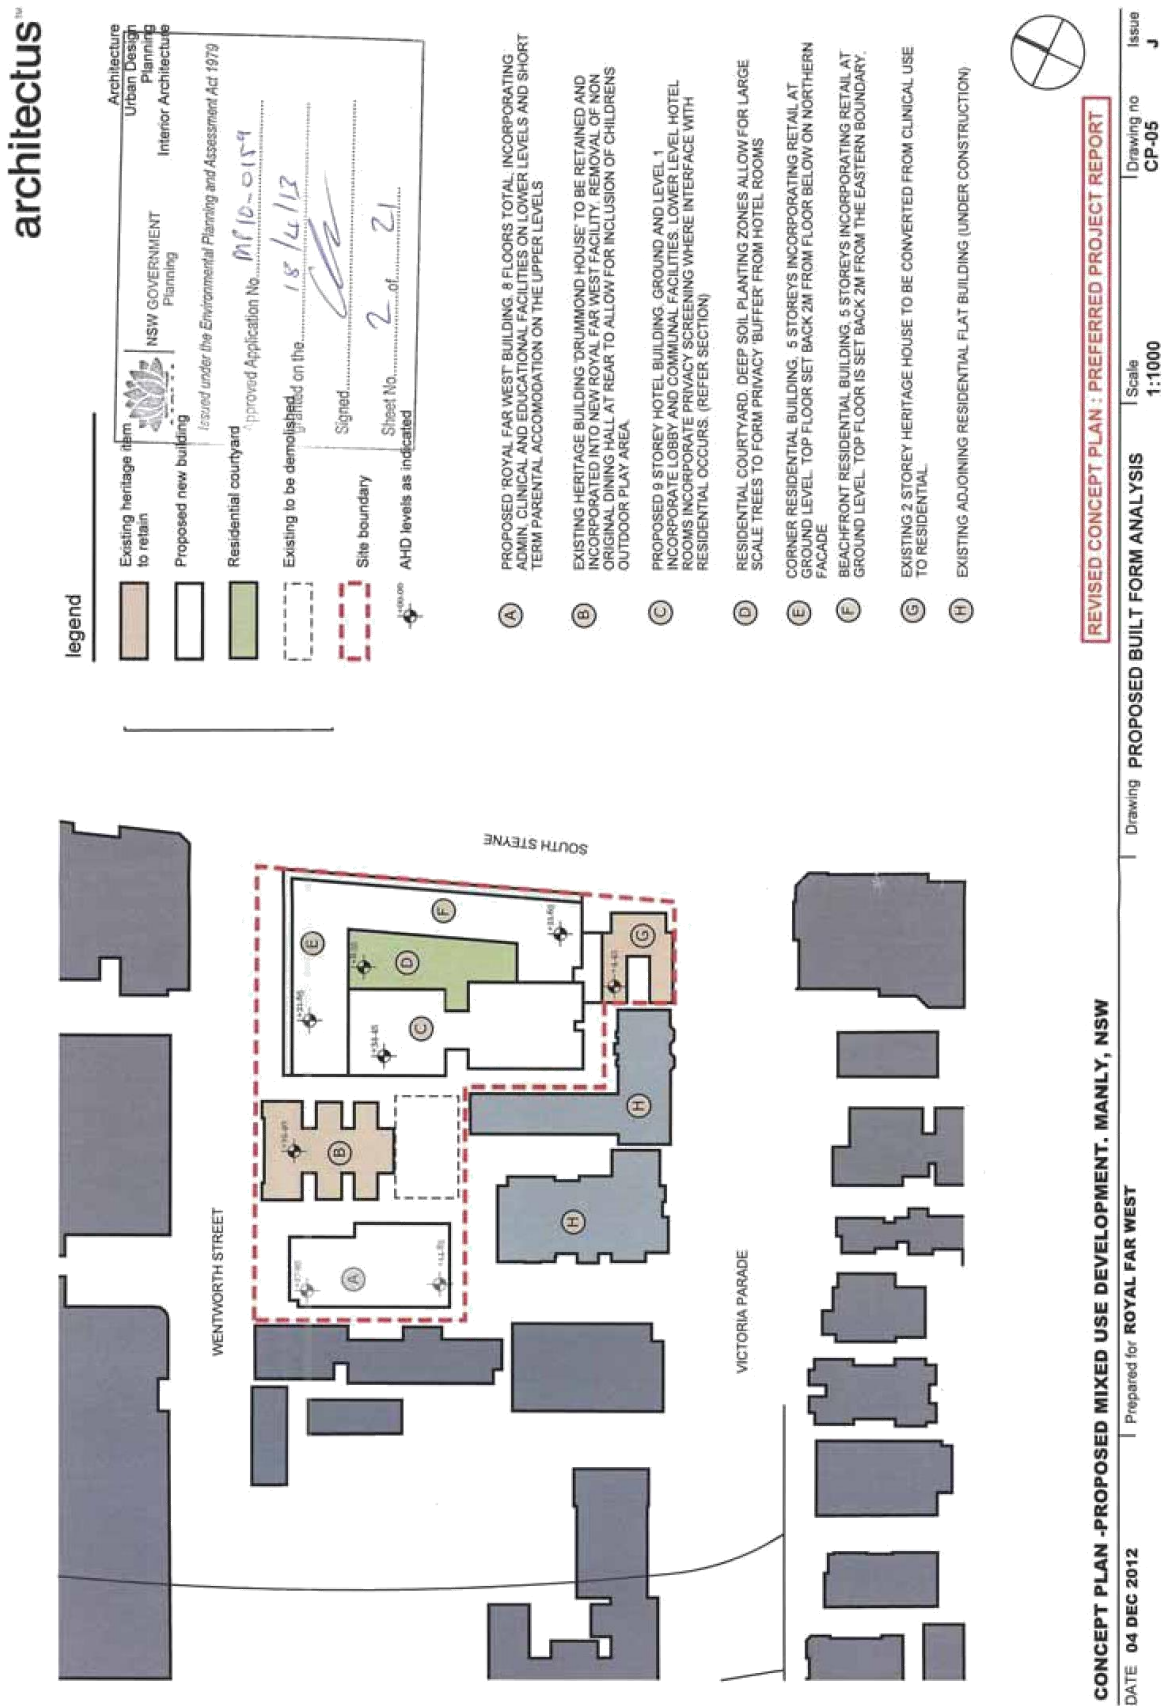 architectus™
Architecture
Urban Design
Planning
Interior Architecture
legend
Existing heritage item
to retain
Proposed new building
Residential courtyard
Existing to be demolished
Site boundary
AHD levels as indicated
+00.00
NSW GOVERNMENT
Planning
Issued under the Environmental Planning and Assessment Act 1979
Approved Application No. MP10-0159
granted on the 18/4/13
Signed
Sheet No. 2 of 21
A PROPOSED 'ROYAL FAR WEST' BUILDING. 8 FLOORS TOTAL, INCORPORATING
ADMIN, CLINICAL AND EDUCATIONAL FACILITIES ON LOWER LEVELS AND SHORT
TERM PARENTAL ACCOMODATION ON THE UPPER LEVELS
B EXISTING HERITAGE BUILDING 'DRUMMOND HOUSE' TO BE RETAINED AND
INCORPORATED INTO NEW ROYAL FAR WEST FACILITY. REMOVAL OF NON
ORIGINAL DINING HALL AT REAR TO ALLOW FOR INCLUSION OF CHILDRENS
OUTDOOR PLAY AREA.
C PROPOSED 9 STOREY HOTEL BUILDING. GROUND AND LEVEL 1
INCORPORATE LOBBY AND COMMUNAL FACILITIES. LOWER LEVEL HOTEL
ROOMS INCORPORATE PRIVACY SCREENING WHERE INTERFACE WITH
RESIDENTIAL OCCURS. (REFER SECTION)
D RESIDENTIAL COURTYARD. DEEP SOIL PLANTING ZONES ALLOW FOR LARGE
SCALE TREES TO FORM PRIVACY 'BUFFER' FROM HOTEL ROOMS
E CORNER RESIDENTIAL BUILDING. 5 STOREYS INCORPORATING RETAIL AT
GROUND LEVEL. TOP FLOOR SET BACK 2M FROM FLOOR BELOW ON NORTHERN
FACADE
F BEACHFRONT RESIDENTIAL BUILDING. 5 STOREYS INCORPORATING RETAIL AT
GROUND LEVEL. TOP FLOOR IS SET BACK 2M FROM THE EASTERN BOUNDARY.
G EXISTING 2 STOREY HERITAGE HOUSE TO BE CONVERTED FROM CLINICAL USE
TO RESIDENTIAL.
H EXISTING ADJOINING RESIDENTIAL FLAT BUILDING (UNDER CONSTRUCTION)
WENTWORTH STREET
SOUTH STEYNE
VICTORIA PARADE
A
B
C
D
E
F
G
H
H
REVISED CONCEPT PLAN : PREFERRED PROJECT REPORT
CONCEPT PLAN -PROPOSED MIXED USE DEVELOPMENT. MANLY, NSW
DATE 04 DEC 2012
Prepared for ROYAL FAR WEST
Drawing PROPOSED BUILT FORM ANALYSIS
Scale
1:1000
Drawing no
CP-05
Issue
J